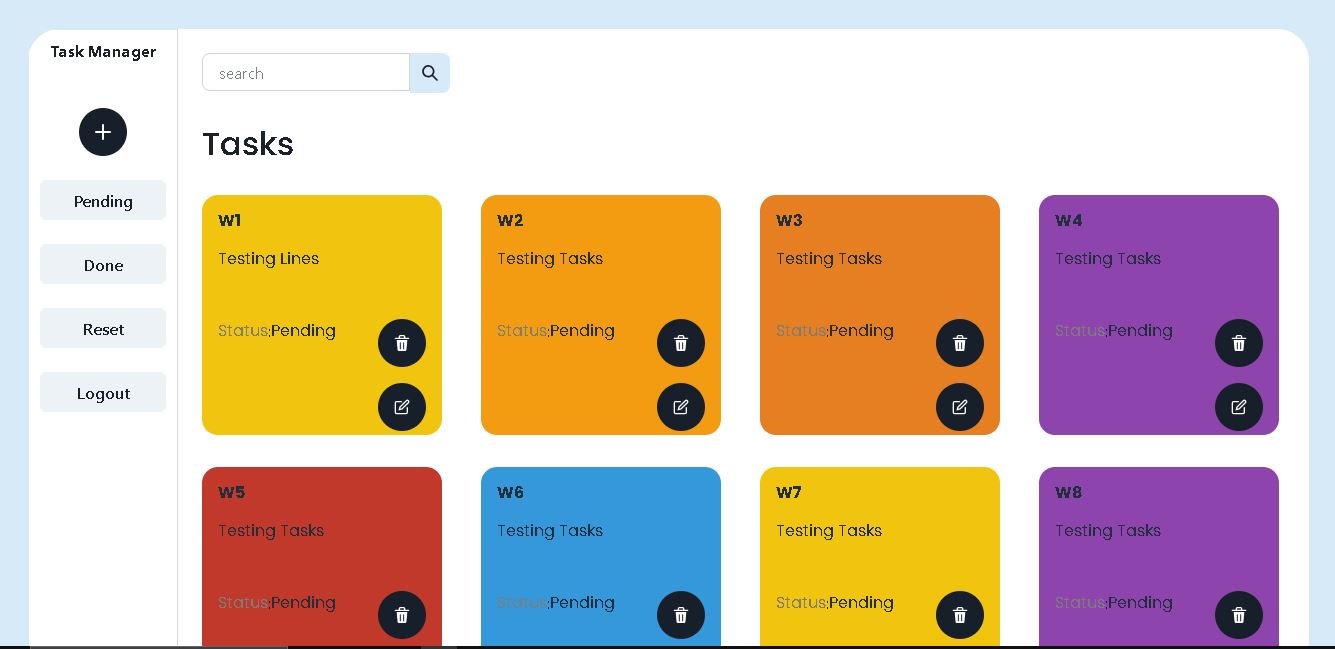 Task Manager
search
+
Tasks
Pending
Done
Reset
Logout
W1
Testing Lines
Status:Pending
W2
Testing Tasks
Status:Pending
W3
Testing Tasks
Status:Pending
W4
Testing Tasks
Status:Pending
W5
Testing Tasks
Status:Pending
W6
Testing Tasks
Status:Pending
W7
Testing Tasks
Status:Pending
W8
Testing Tasks
Status:Pending